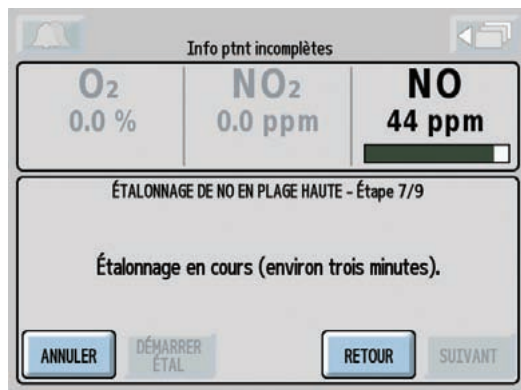 Info ptnt incomplètes
O2 NO2 NO
0.0 % 0.0 ppm 44 ppm
ÉTALONNAGE DE NO EN PLAGE HAUTE - Étape 7/9
Étalonnage en cours (environ trois minutes).
ANNULER
DÉMARRER
ÉTAL
RETOUR
SUIVANT